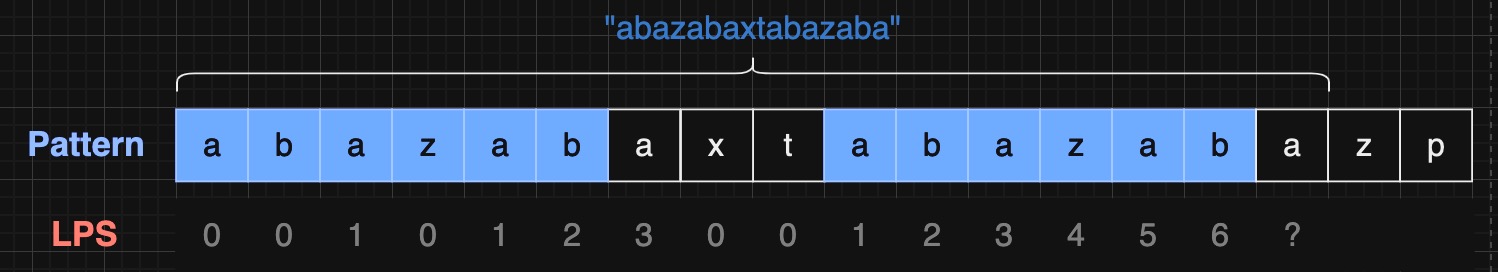 "abazabaxtabazaba"
Pattern a b a z a b a x t a b a z a b a z p
LPS 0 0 1 0 1 2 3 0 0 1 2 3 4 5 6 ?